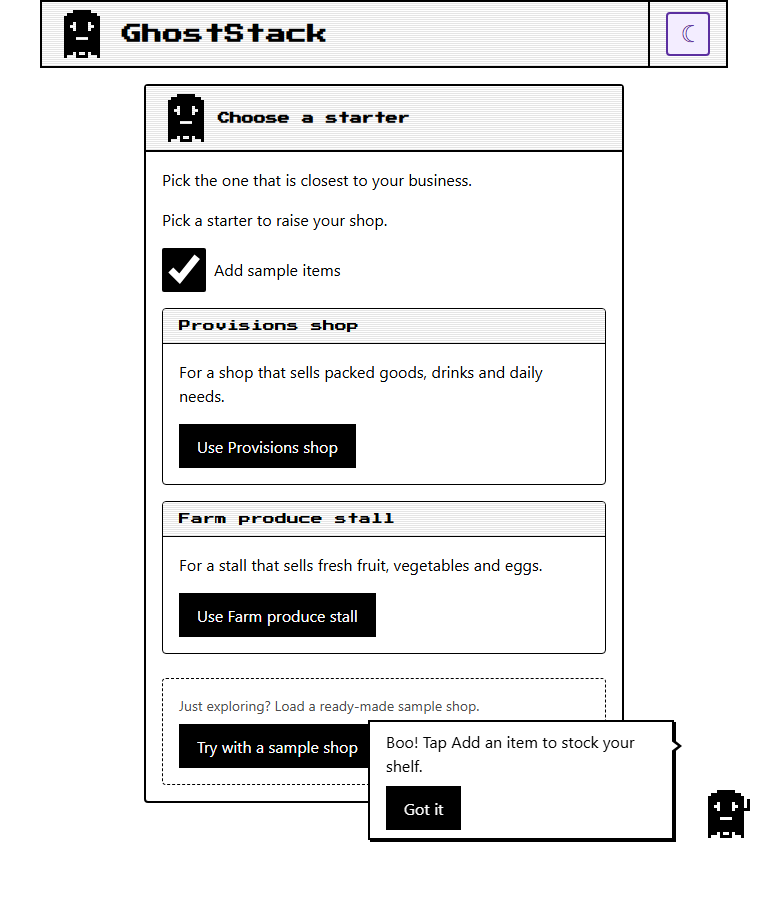 GhostStack
Choose a starter
Pick the one that is closest to your business.
Pick a starter to raise your shop.
Add sample items
Provisions shop
For a shop that sells packed goods, drinks and daily
needs.
Use Provisions shop
Farm produce stall
For a stall that sells fresh fruit, vegetables and eggs.
Use Farm produce stall
Just exploring? Load a ready-made sample shop.
Try with a sample shop
Boo! Tap Add an item to stock your
shelf.
Got it